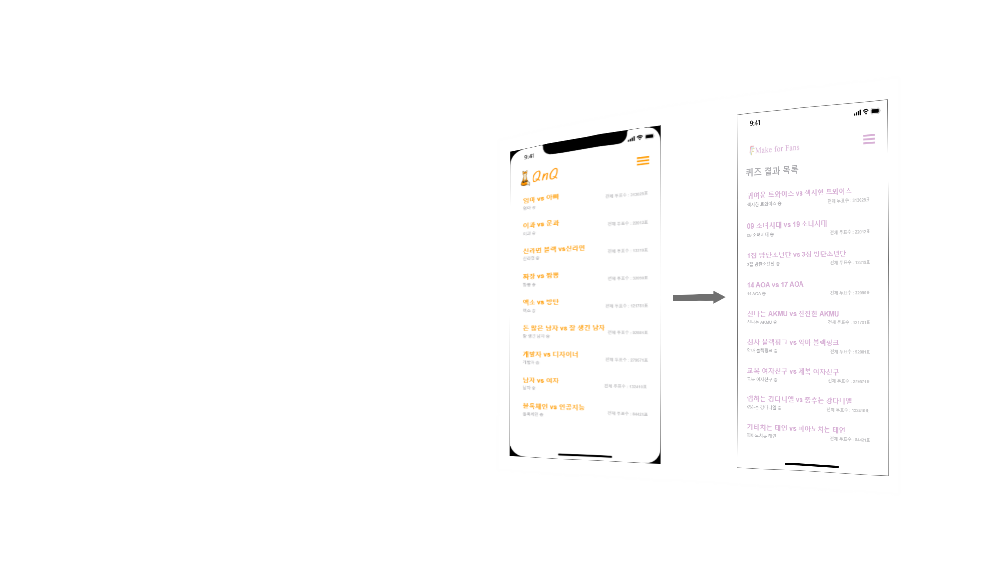 9:41
QnQ
엄마 vs 아빠
엄마 승
전체 투표수 : 313025표
이과 vs 문과
이과 승
전체 투표수 : 22012표
신라면 블랙 vs신라면
신라면 승
전체 투표수 : 13319표
짜장 vs 짬뽕
짬뽕 승
전체 투표수 : 32090표
엑소 vs 방탄
엑소 승
전체 투표수 : 121781표
돈 많은 남자 vs 잘 생긴 남자
잘 생긴 남자 승
전체 투표수 : 92881표
개발자 vs 디자이너
개발자 승
전체 투표수 : 279571표
남자 vs 여자
남자 승
전체 투표수 : 132416표
블록체인 vs 인공지능
블록체인 승
전체 투표수 : 84421표
9:41
Make for Fans
퀴즈 결과 목록
귀여운 트와이스 vs 섹시한 트와이스
섹시한 트와이스 승
전체 투표수 : 313025표
09 소녀시대 vs 19 소녀시대
09 소녀시대 승
전체 투표수 : 22012표
1집 방탄소년단 vs 3집 방탄소년단
3집 방탄소년단 승
전체 투표수 : 13319표
14 AOA vs 17 AOA
14 AOA 승
전체 투표수 : 32090표
신나는 AKMU vs 잔잔한 AKMU
신나는 AKMU 승
전체 투표수 : 121781표
천사 블랙핑크 vs 악마 블랙핑크
악마 블랙핑크 승
전체 투표수 : 92881표
교복 여자친구 vs 제복 여자친구
교복 여자친구 승
전체 투표수 : 279571표
랩하는 강다니엘 vs 춤추는 강다니엘
랩하는 강다니엘 승
전체 투표수 : 132416표
기타치는 태연 vs 피아노치는 태연
피아노치는 태연
전체 투표수 : 84421표